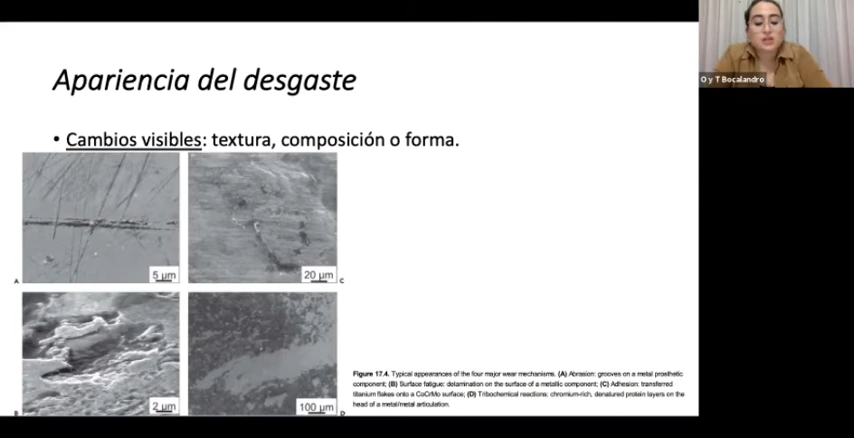 O y T Bocalandro
Apariencia del desgaste
• Cambios visibles: textura, composición o forma.
5 µm
A
20 µm
C
2 µm
B
100 µm
D
Figure 17.4. Typical appearances of the four major wear mechanisms. (A) Abrasion: grooves on a metal prosthetic
component; (B) Surface fatigue: delamination on the surface of a metallic component; (C) Adhesion: transferred
titanium flakes onto a CoCrMo surface; (D) Tribochemical reactions: chromium-rich, denatured protein layers on the
head of a metal/metal articulation.